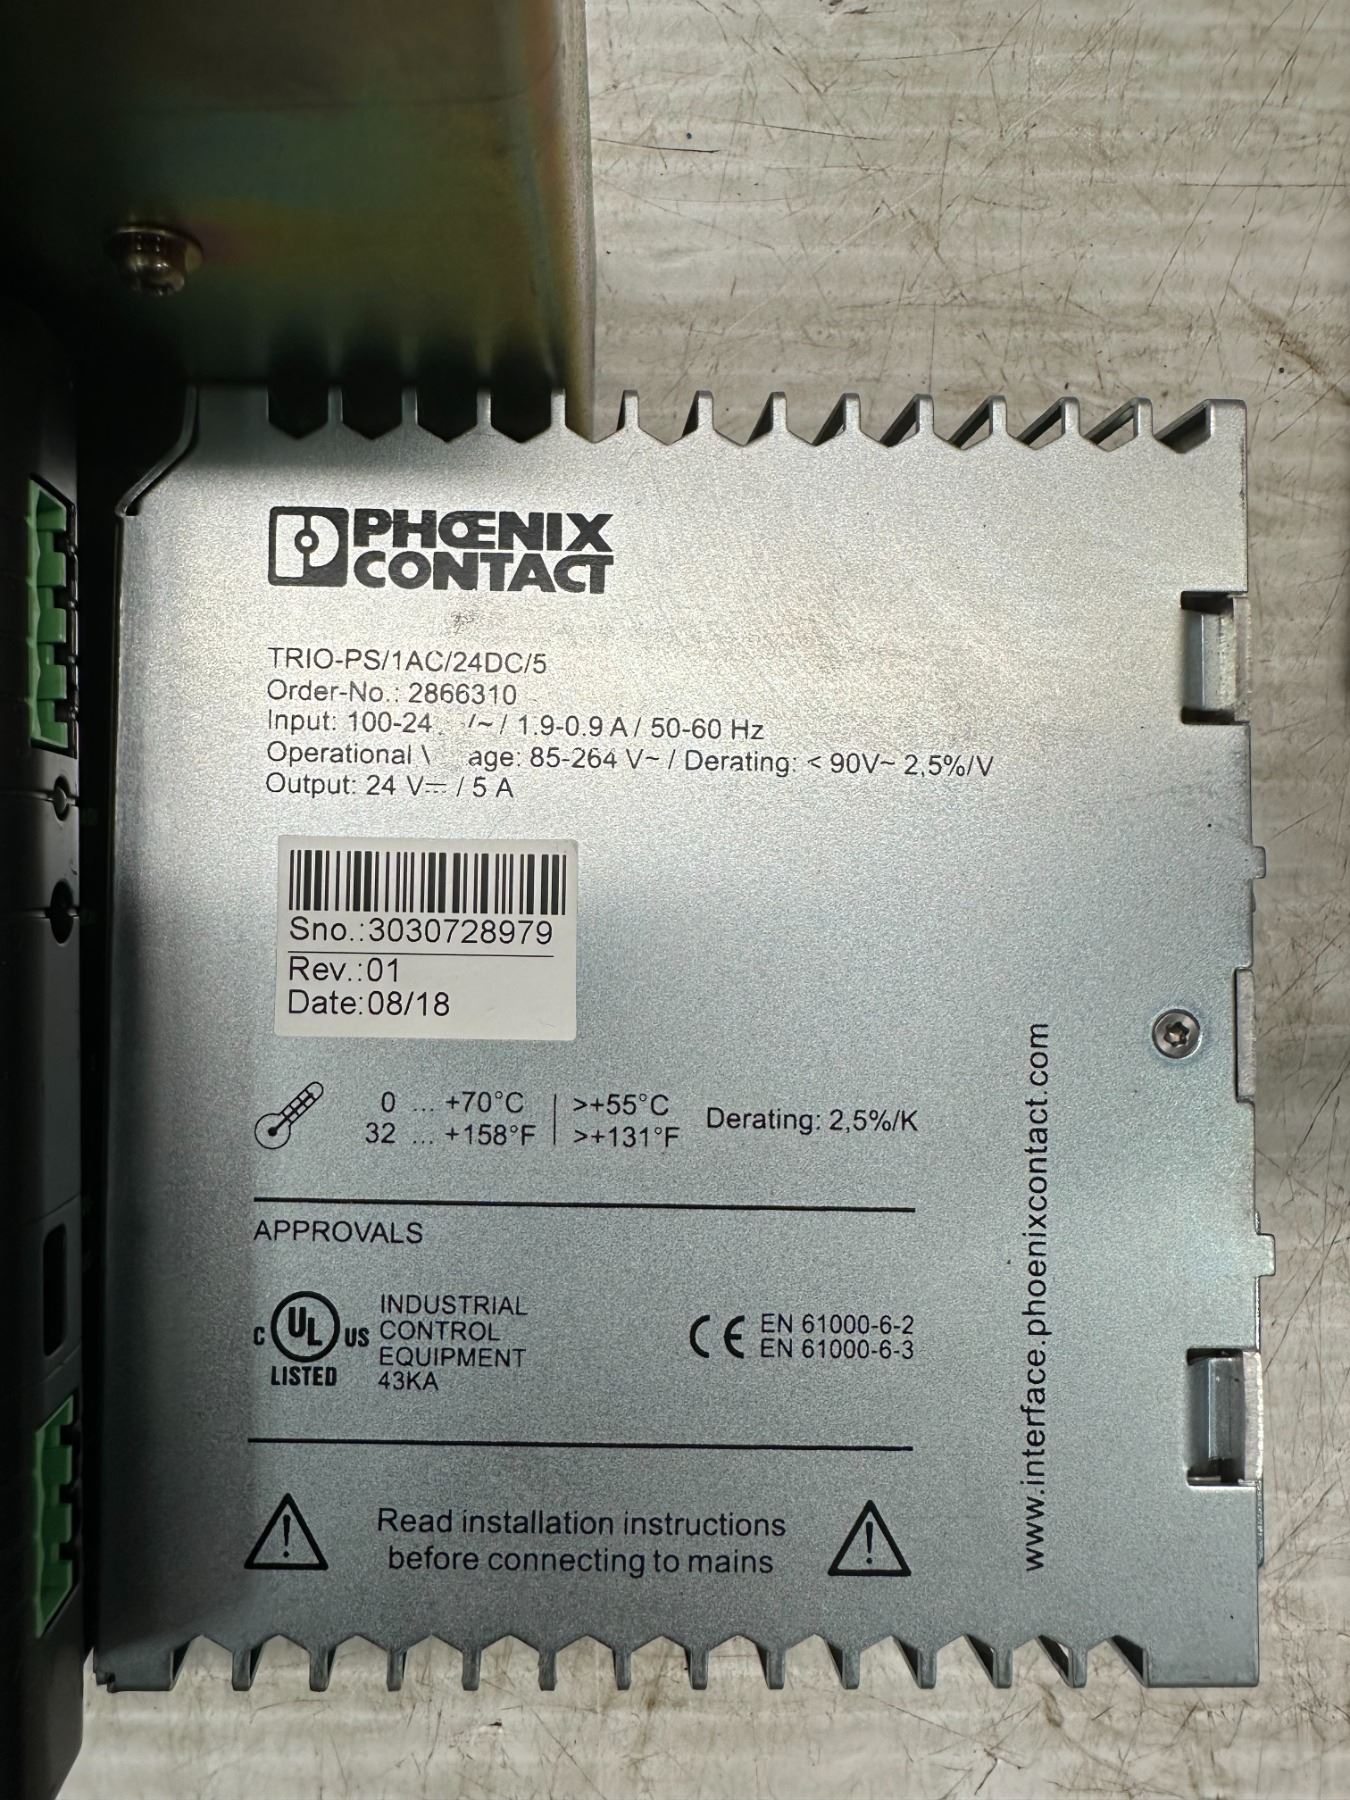 PHŒNIX
CONTACT
TRIO-PS/1AC/24DC/5
Order-No.: 2866310
Input: 100-24 /~ / 1.9-0.9 A / 50-60 Hz
Operational \ age: 85-264 V~ / Derating: < 90V~ 2,5%/V
Output: 24 V⎓ / 5 A
Sno.:3030728979
Rev.:01
Date:08/18
0 ... +70°C | >+55°C
32 ... +158°F | >+131°F
Derating: 2,5%/K
APPROVALS
C UL US
LISTED
INDUSTRIAL
CONTROL
EQUIPMENT
43KA
CE
EN 61000-6-2
EN 61000-6-3
Read installation instructions
before connecting to mains
www.interface.phoenixcontact.com